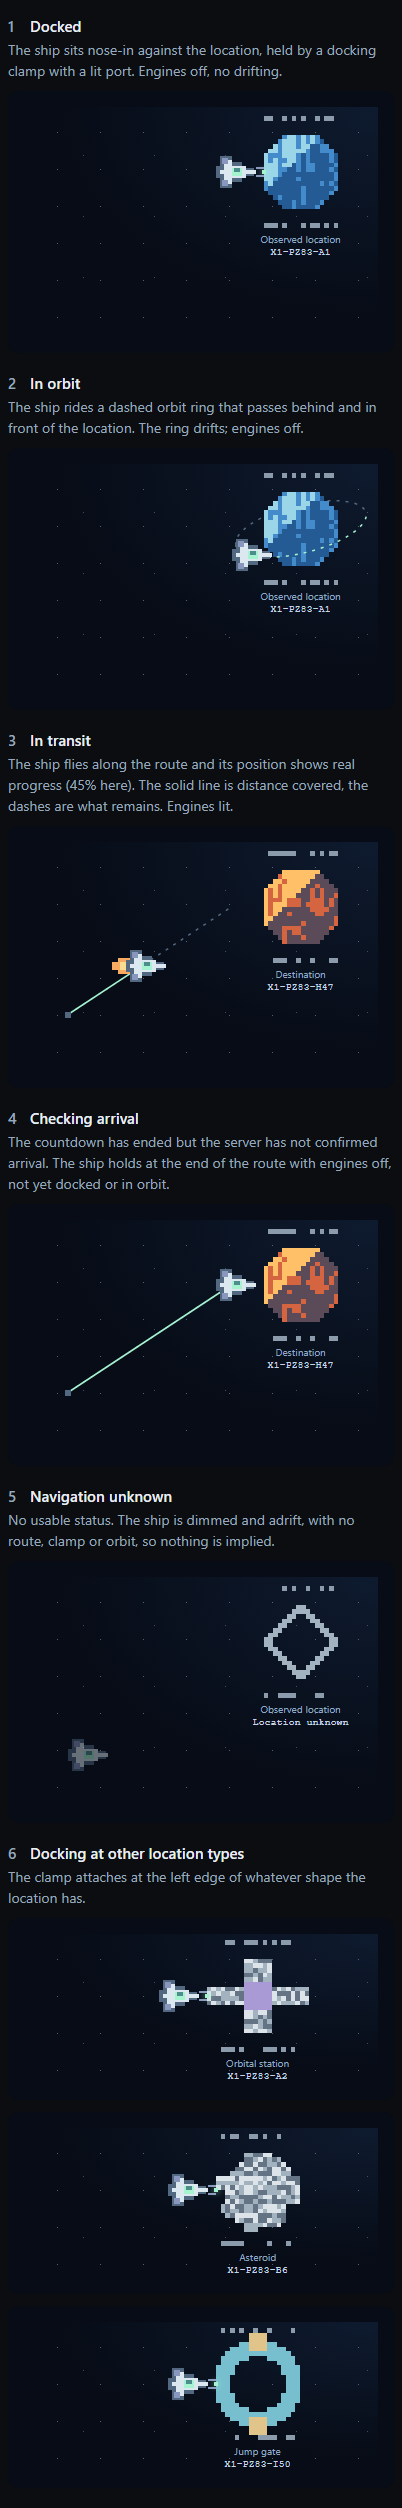 1 Docked
The ship sits nose-in against the location, held by a docking
clamp with a lit port. Engines off, no drifting.
Observed location
X1-PZ83-A1
2 In orbit
The ship rides a dashed orbit ring that passes behind and in
front of the location. The ring drifts; engines off.
Observed location
X1-PZ83-A1
3 In transit
The ship flies along the route and its position shows real
progress (45% here). The solid line is distance covered, the
dashes are what remains. Engines lit.
Destination
X1-PZ83-H47
4 Checking arrival
The countdown has ended but the server has not confirmed
arrival. The ship holds at the end of the route with engines off,
not yet docked or in orbit.
Destination
X1-PZ83-H47
5 Navigation unknown
No usable status. The ship is dimmed and adrift, with no
route, clamp or orbit, so nothing is implied.
Observed location
Location unknown
6 Docking at other location types
The clamp attaches at the left edge of whatever shape the
location has.
Orbital station
X1-PZ83-A2
Asteroid
X1-PZ83-B6
Jump gate
X1-PZ83-I50